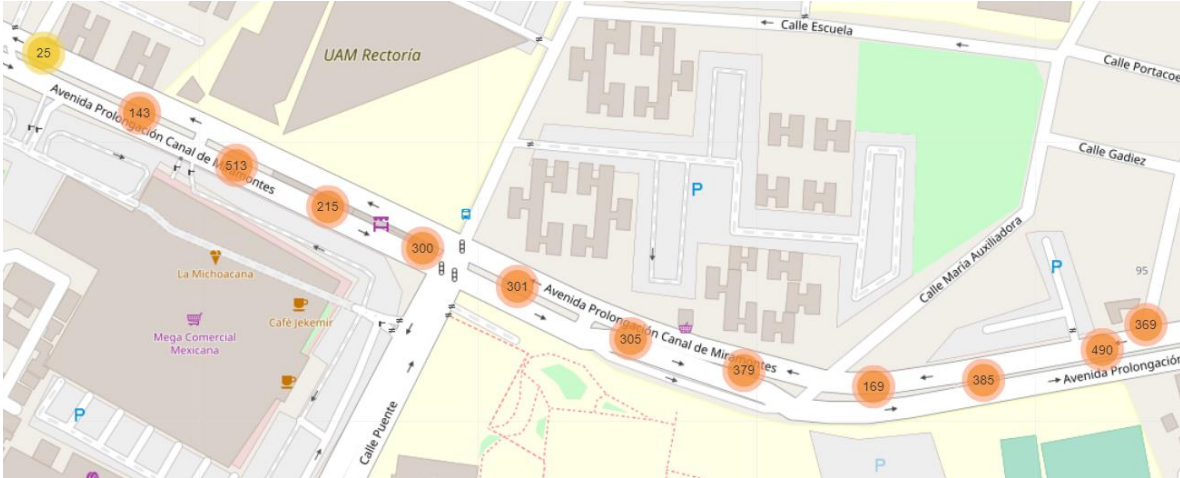 Calle Escuela
UAM Rectoría
25
Calle Portacoe
Avenida Prolongación Canal de Miramontes
143
Calle Gadiez
513
P
215
300
Calle María Auxiliadora
La Michoacana
P
95
301
Avenida Prolongación Canal de Miramontes
Café Jekemir
369
Mega Comercial
Mexicana
305
490
379
169
385
Avenida Prolongación
P
Calle Puente
P